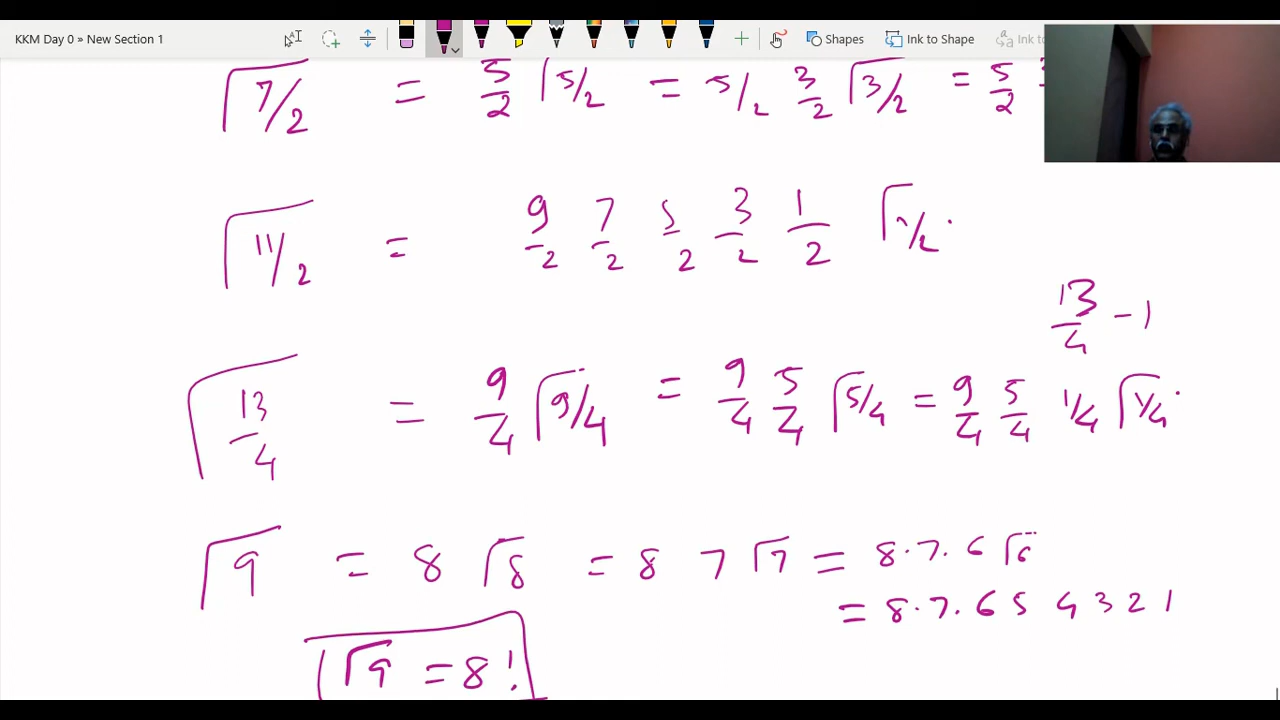 KKM Day 0 » New Section 1
Shapes Ink to Shape Ink to
Γ7/2 = 5/2 Γ5/2 = 5/2 3/2 Γ3/2 = 5/2
Γ11/2 = 9/2 7/2 5/2 3/2 1/2 Γ1/2
13/4 - 1
Γ13/4 = 9/4 Γ9/4 = 9/4 5/4 Γ5/4 = 9/4 5/4 1/4 Γ1/4
Γ9 = 8 Γ8 = 8 7 Γ7 = 8.7.6 Γ6
= 8.7.6 5 4 3 2 1
Γ9 = 8!